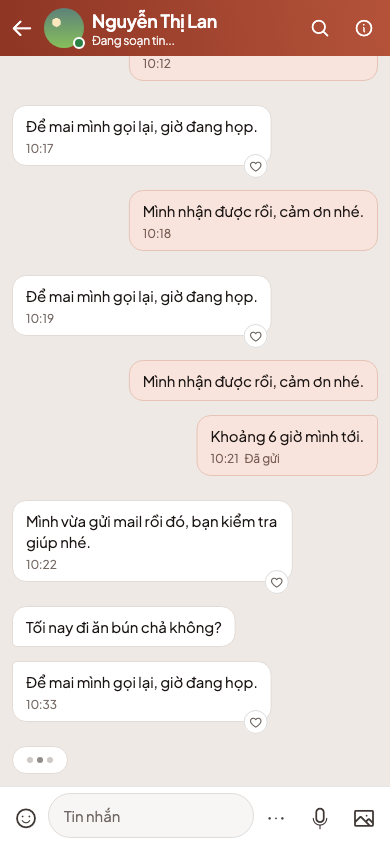 Nguyễn Thị Lan
Đang soạn tin...
10:12
Để mai mình gọi lại, giờ đang họp.
10:17
Mình nhận được rồi, cảm ơn nhé.
10:18
Để mai mình gọi lại, giờ đang họp.
10:19
Mình nhận được rồi, cảm ơn nhé.
Khoảng 6 giờ mình tới.
10:21 Đã gửi
Mình vừa gửi mail rồi đó, bạn kiểm tra
giúp nhé.
10:22
Tối nay đi ăn bún chả không?
Để mai mình gọi lại, giờ đang họp.
10:33
Tin nhắn